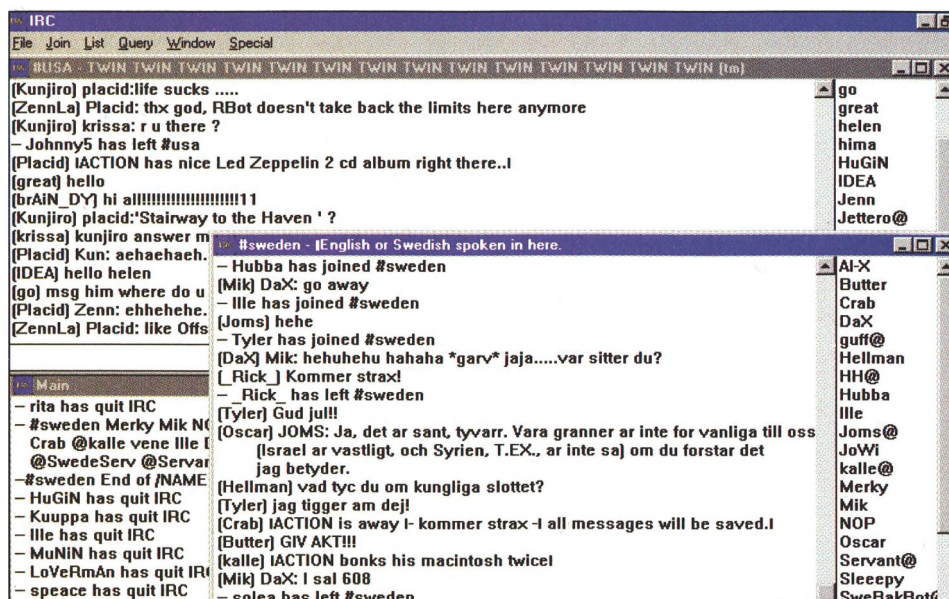 IRC
File Join List Query Window Special
#USA - TWIN TWIN TWIN TWIN TWIN TWIN TWIN TWIN TWIN TWIN TWIN TWIN TWIN [tm]
(Kunjiro) placid:life sucks .....
(ZennLa) Placid: thx god, RBot doesn't take back the limits here anymore
(Kunjiro) krissa: r u there ?
– Johnny5 has left #usa
(Placid) IACTION has nice Led Zeppelin 2 cd album right there..I
(great) hello
(brAiN_DY) hi all!!!!!!!!!!!!!!!!!!!!!!!11
(Kunjiro) placid:'Stairway to the Haven ' ?
(krissa) kunjiro answer m
(Placid) Kun: aehaehaeh.
(IDEA) hello helen
(go) msg him where do u
(Placid) Zenn: ehhehehe.
(ZennLa) Placid: like Offs
go
great
helen
hima
HuGiN
IDEA
Jenn
Jettero@
#sweden - |English or Swedish spoken in here.
– Hubba has joined #sweden
(Mik) DaX: go away
– Ille has joined #sweden
(Joms) hehe
– Tyler has joined #sweden
(DaX) Mik: hehuhehu hahaha *garv* jaja.....var sitter du?
(_Rick_) Kommer strax!
– _Rick_ has left #sweden
(Tyler) Gud jul!!
(Oscar) JOMS: Ja, det ar sant, tyvarr. Vara granner ar inte for vanliga till oss
(Israel ar vastligt, och Syrien, T.EX., ar inte sa) om du forstar det
jag betyder.
(Hellman) vad tyc du om kungliga slottet?
(Tyler) jag tigger am dej!
(Crab) IACTION is away I- kommer strax -I all messages will be saved.I
(Butter) GIV AKT!!!
(kalle) IACTION bonks his macintosh twiceI
(Mik) DaX: I sal 608
– solea has left #sweden
Al-X
Butter
Crab
DaX
guff@
Hellman
HH@
Hubba
Ille
Joms@
JoWi
kalle@
Merky
Mik
NOP
Oscar
Servant@
Sleeepy
SweBakBot@
Main
– rita has quit IRC
– #sweden Merky Mik NO
Crab @kalle vene Ille D
@SwedeServ @Servan
–#sweden End of /NAME
– HuGiN has quit IRC
– Kuuppa has quit IRC
– Ille has quit IRC
– MuNiN has quit IRC
– LoVeRmAn has quit IR
– speace has quit IRC